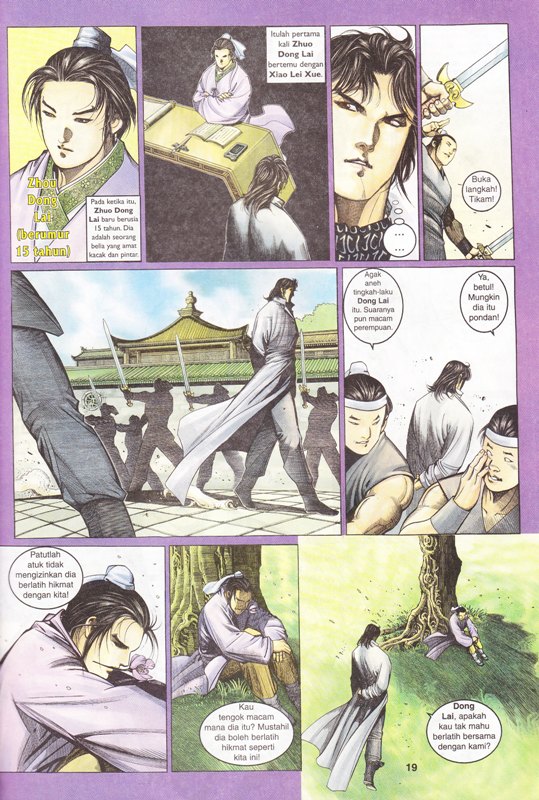 Zhou
Dong
Lai
(berumur
15 tahun)
Pada ketika itu,
Zhuo Dong
Lai baru berusia
15 tahun. Dia
adalah seorang
belia yang amat
kacak dan pintar.
Itulah pertama
kali Zhuo
Dong Lai
bertemu dengan
Xiao Lei Xue.
...
...
Buka
langkah!
Tikam!
Agak
aneh
tingkah-laku
Dong Lai
itu. Suaranya
pun macam
perempuan.
Ya,
betul!
Mungkin
dia itu
pondan!
Patutlah
atuk tidak
mengizinkan dia
berlatih hikmat
dengan kita!
Kau
tengok macam
mana dia itu? Mustahil
dia boleh berlatih
hikmat seperti
kita ini!
Dong
Lai, apakah
kau tak mahu
berlatih bersama
dengan kami?
19